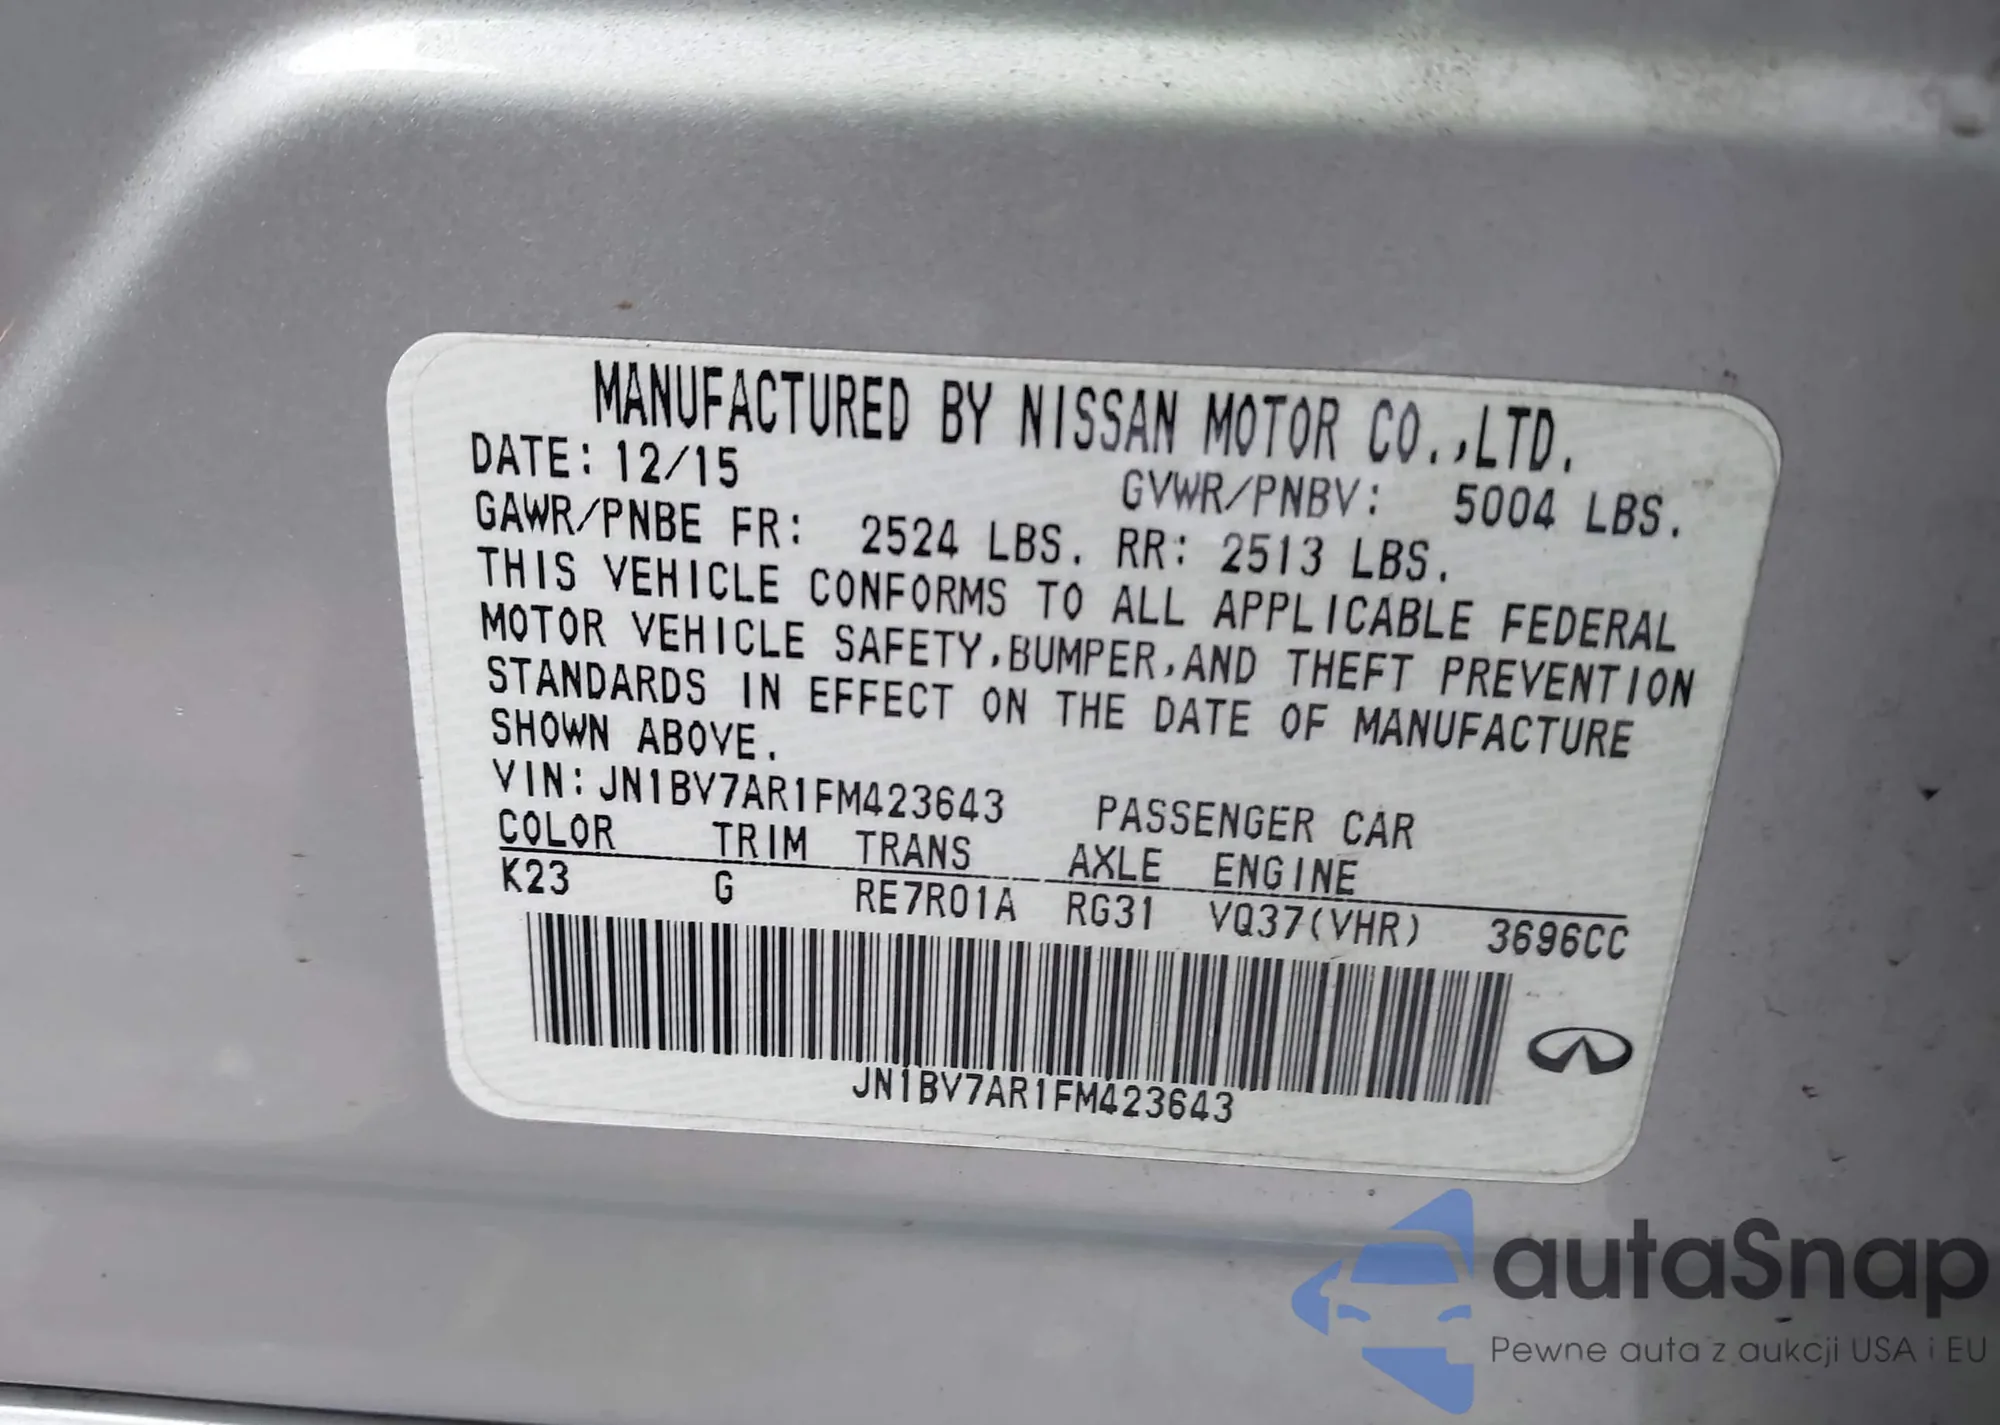 MANUFACTURED BY NISSAN MOTOR CO.,LTD.
DATE: 12/15 GVWR/PNBV: 5004 LBS.
GAWR/PNBE FR: 2524 LBS. RR: 2513 LBS.
THIS VEHICLE CONFORMS TO ALL APPLICABLE FEDERAL
MOTOR VEHICLE SAFETY,BUMPER,AND THEFT PREVENTION
STANDARDS IN EFFECT ON THE DATE OF MANUFACTURE
SHOWN ABOVE.
VIN: JN1BV7AR1FM423643 PASSENGER CAR
COLOR TRIM TRANS AXLE ENGINE
K23 G RE7R01A RG31 VQ37(VHR) 3696CC
JN1BV7AR1FM423643
autaSnap
Pewne auta z aukcji USA i EU